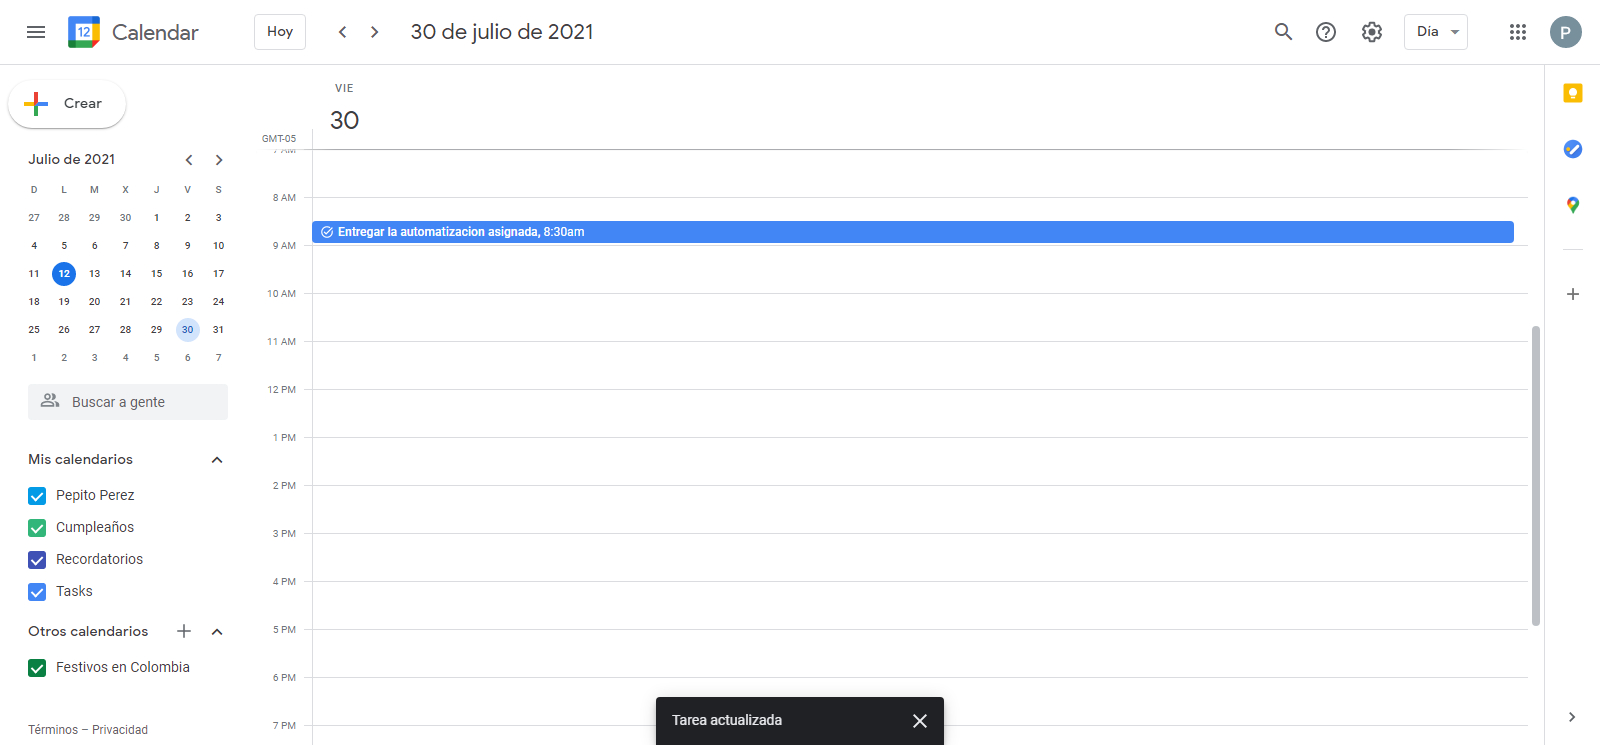 12
Calendar
Hoy
30 de julio de 2021
Día
P
Crear
Julio de 2021
D L M X J V S
27 28 29 30 1 2 3
4 5 6 7 8 9 10
11 12 13 14 15 16 17
18 19 20 21 22 23 24
25 26 27 28 29 30 31
1 2 3 4 5 6 7
Buscar a gente
Mis calendarios
Pepito Perez
Cumpleaños
Recordatorios
Tasks
Otros calendarios
Festivos en Colombia
Términos – Privacidad
VIE
30
GMT-05
7 AM
8 AM
Entregar la automatizacion asignada, 8:30am
9 AM
10 AM
11 AM
12 PM
1 PM
2 PM
3 PM
4 PM
5 PM
6 PM
7 PM
Tarea actualizada